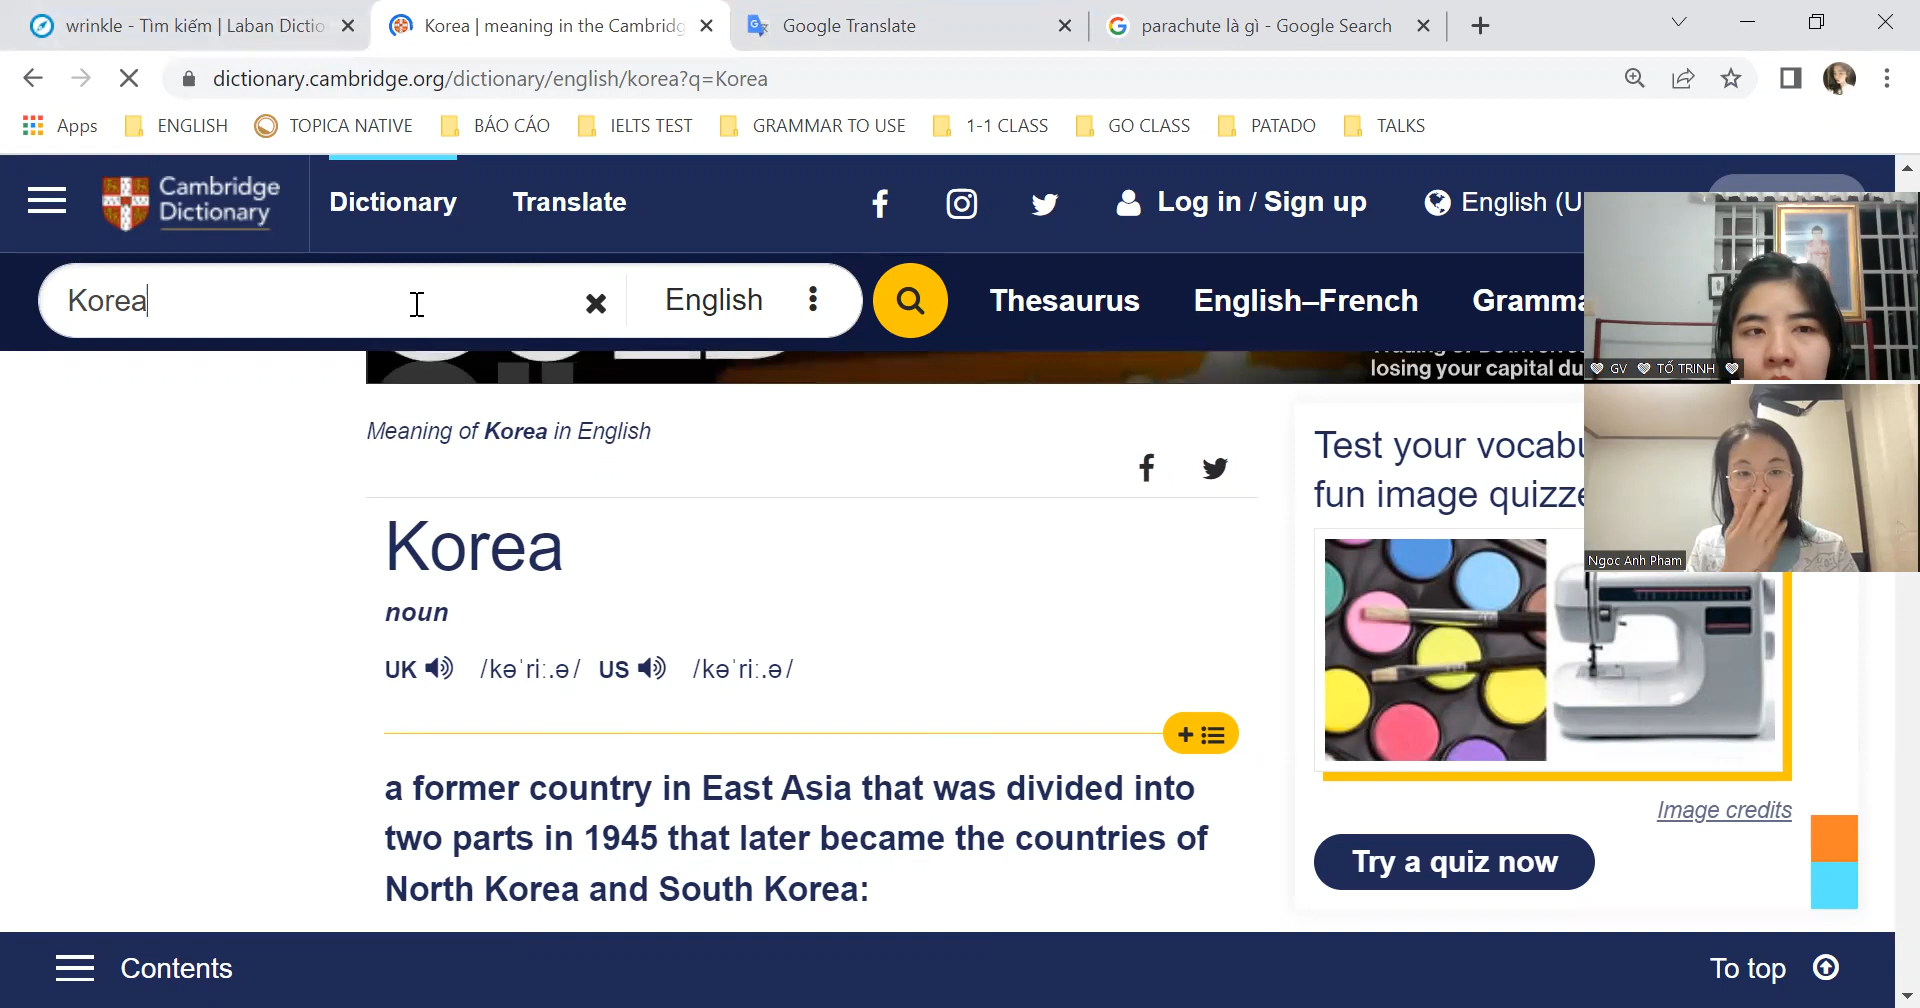 wrinkle - Tìm kiếm | Laban Dictio
Korea | meaning in the Cambridg
Google Translate
parachute là gì - Google Search
dictionary.cambridge.org/dictionary/english/korea?q=Korea
Apps
ENGLISH
TOPICA NATIVE
BÁO CÁO
IELTS TEST
GRAMMAR TO USE
1-1 CLASS
GO CLASS
PATADO
TALKS
Cambridge
Dictionary
Dictionary
Translate
Log in / Sign up
English (U
Korea
English
Thesaurus
English–French
Gramma
GV TỐ TRINH
losing your capital du
Meaning of Korea in English
Test your vocabu
fun image quizze
Ngoc Anh Pham
Korea
noun
UK /kəˈriː.ə/ US /kəˈriː.ə/
a former country in East Asia that was divided into
two parts in 1945 that later became the countries of
North Korea and South Korea:
Image credits
Try a quiz now
Contents
To top